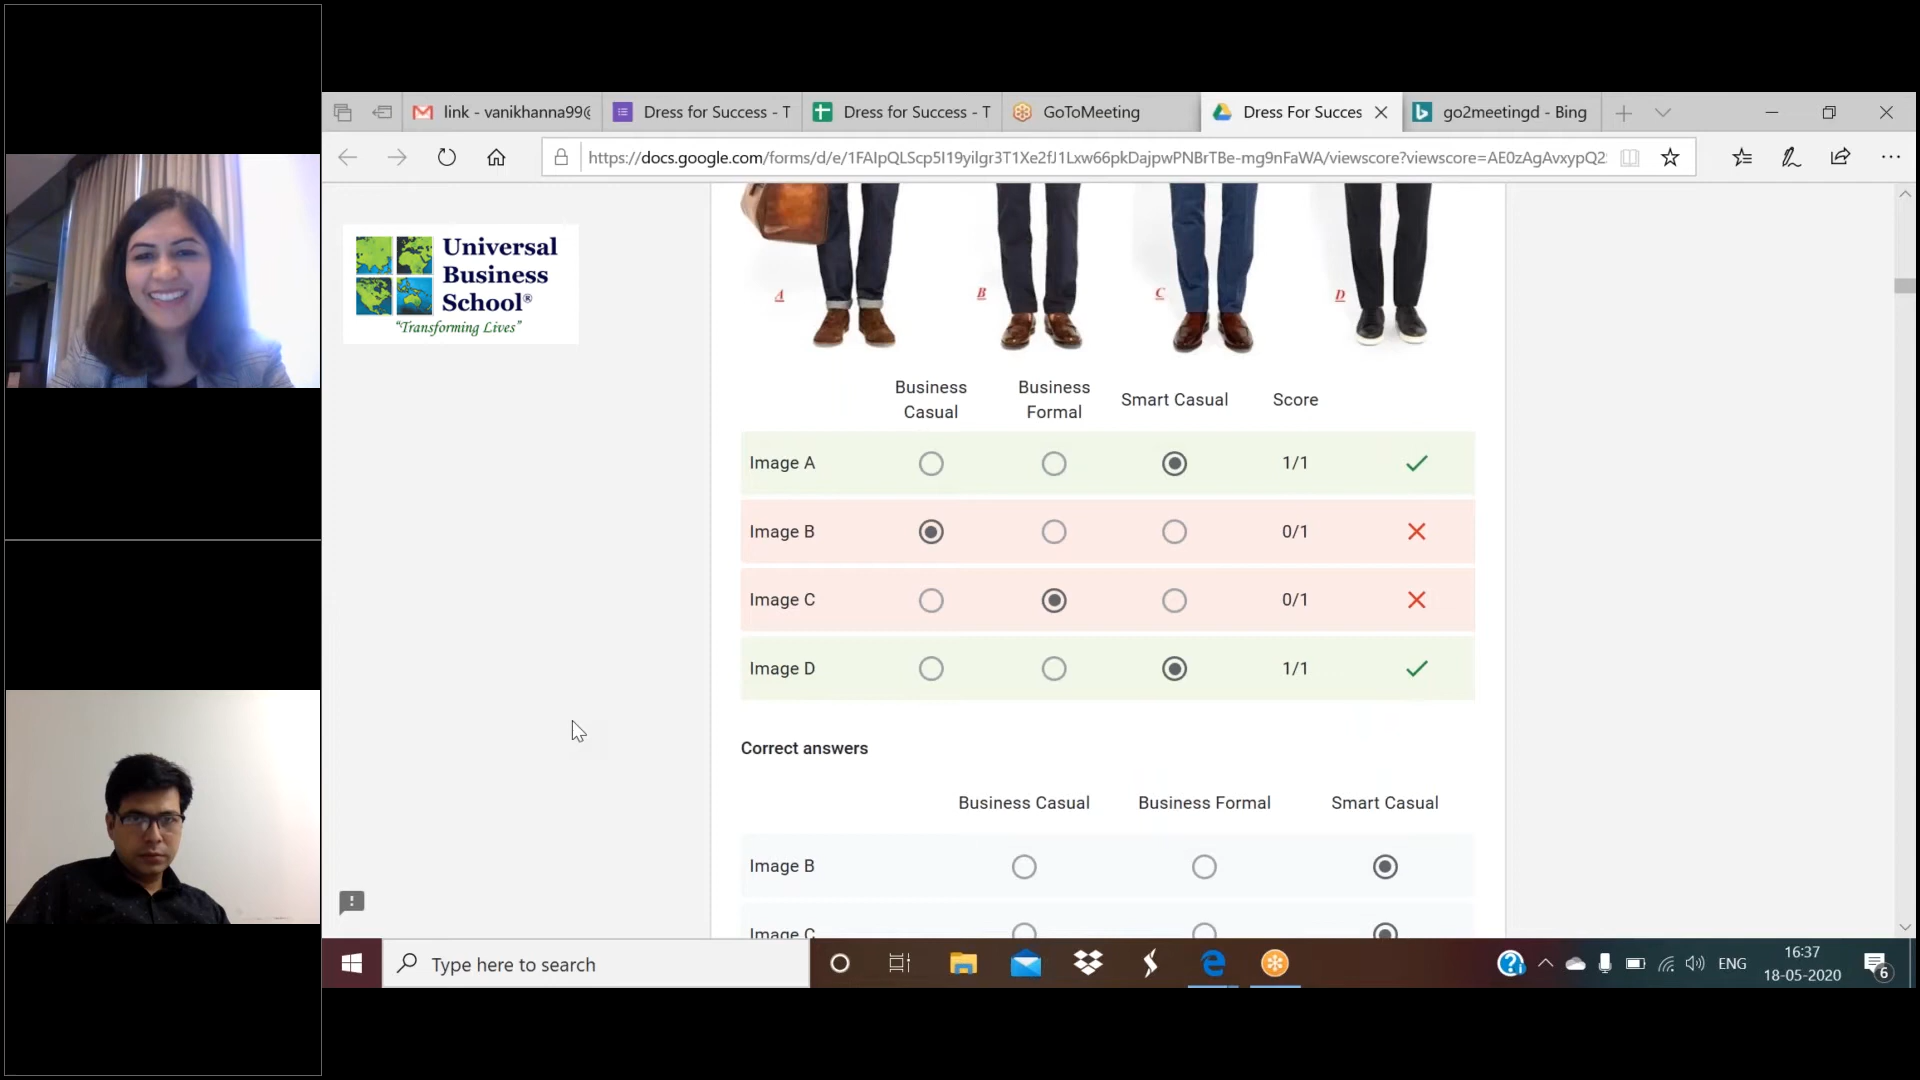 link - vanikhanna99@
Dress for Success - T
Dress for Success - T
GoToMeeting
Dress For Succes
go2meetingd - Bing
https://docs.google.com/forms/d/e/1FAIpQLScp5I19yilgr3T1Xe2fJ1Lxw66pkDajpwPNBrTBe-mg9nFaWA/viewscore?viewscore=AE0zAgAvxypQ2
Universal
Business
School®
"Transforming Lives"
A B C D
Business Casual Business Formal Smart Casual Score
Image A 1/1
Image B 0/1
Image C 0/1
Image D 1/1
Correct answers
Business Casual Business Formal Smart Casual
Image B
Image C
Type here to search
ENG
16:37
18-05-2020
6